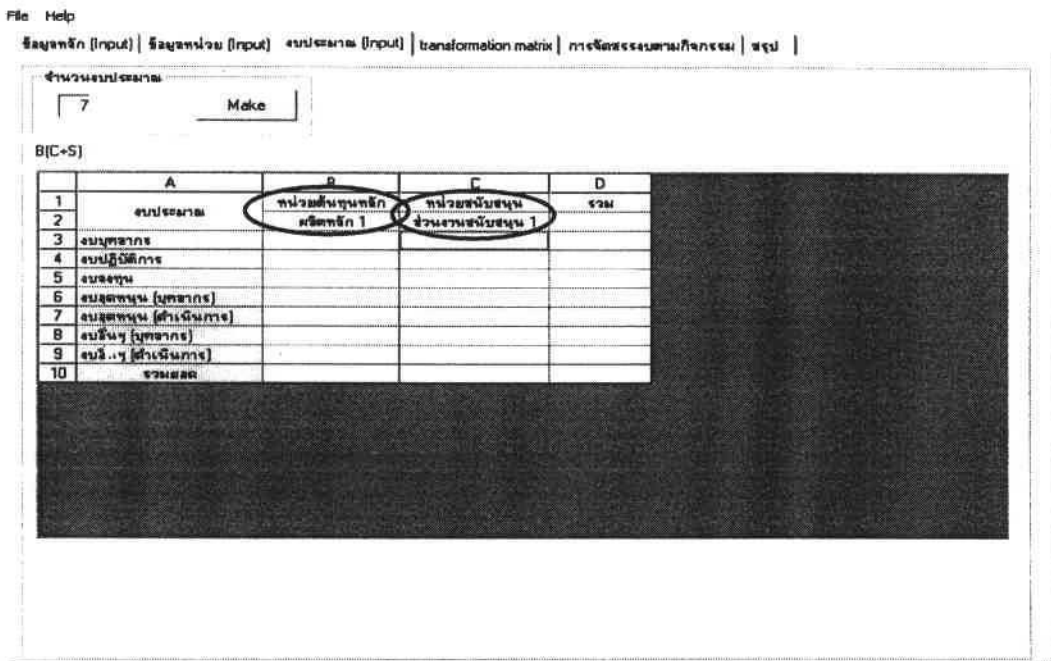 File Help
ข้อมูลหลัก (Input) ข้อมูลหน่วย (Input) งบประมาณ (Input) transformation matrix การจัดสรรงบตามกิจกรรม สรุป
จำนวนงบประมาณ
7 Make
B(C+S)
A B C D
1 งบประมาณ หน่วยต้นทุนหลัก หน่วยสนับสนุน รวม
2 ผลิตหลัก 1 ส่วนงานสนับสนุน 1
3 งบบุคลากร
4 งบปฏิบัติการ
5 งบลงทุน
6 งบอุดหนุน (บุคลากร)
7 งบอุดหนุน (ดำเนินการ)
8 งบอื่นๆ (บุคลากร)
9 งบอื่นๆ (ดำเนินการ)
10 รวมยอด